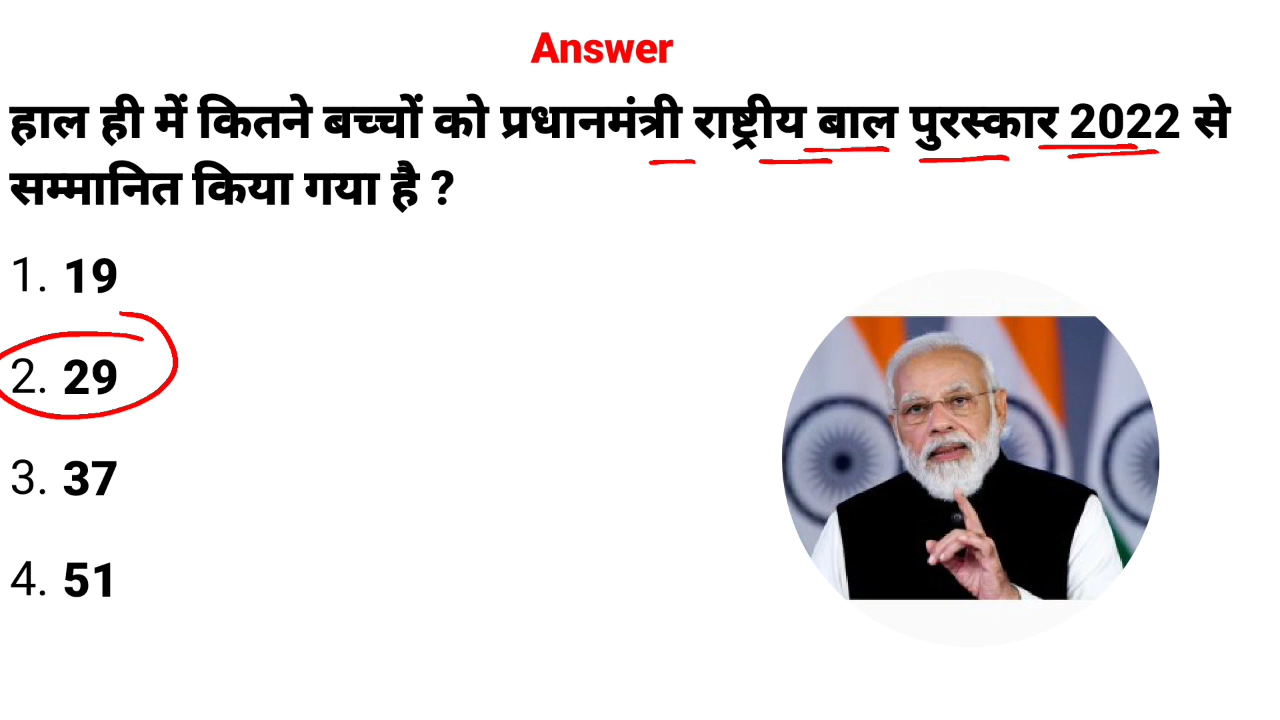 Answer
हाल ही में कितने बच्चों को प्रधानमंत्री राष्ट्रीय बाल पुरस्कार 2022 से
सम्मानित किया गया है ?
1. 19
2. 29
3. 37
4. 51